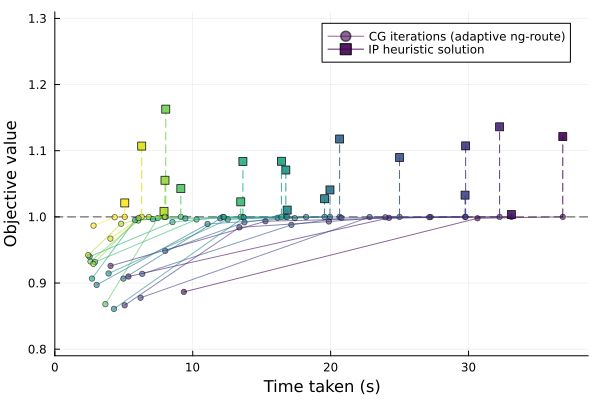 1.3
1.2
1.1
1.0
0.9
0.8
Objective value
CG iterations (adaptive ng-route)
IP heuristic solution
0
10
20
30
Time taken (s)